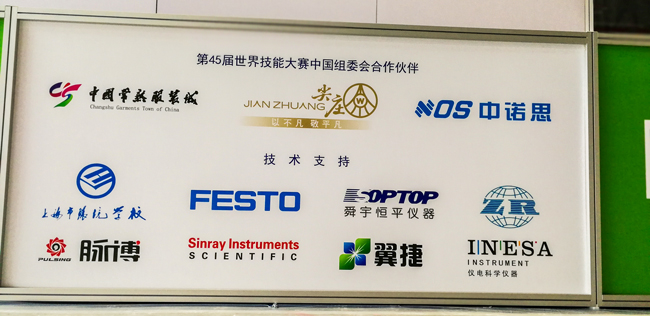 第45届世界技能大赛中国组委会合作伙伴
中国常熟服装城
Changshu Garments Town of China
尖庄
JIAN ZHUANG
以不凡 敬平凡
NOS 中诺思
技术支持
上海市医药学校
FESTO
SOPTOP
舜宇恒平仪器
ZR
PULSING
脉博
Sinray Instruments
SCIENTIFIC
翼捷
INESA
INSTRUMENT
仪电科学仪器